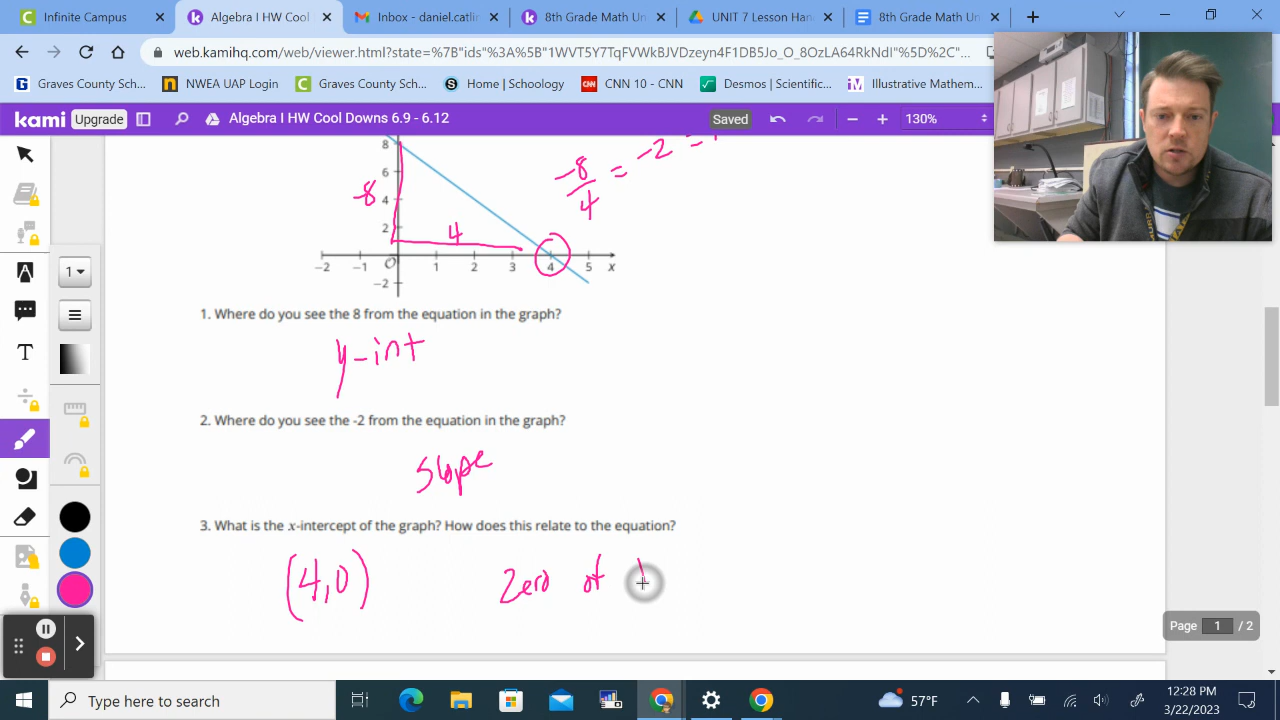 Infinite Campus
Algebra I HW Cool
Inbox - daniel.catlin
8th Grade Math Un
UNIT 7 Lesson Han
8th Grade Math Un
web.kamihq.com/web/viewer.html?state=%7B"ids"%3A%5B"1WVT5Y7TqFVWkBJVDzeyn4F1DB5Jo_O_8OzLA64RkNdI"%5D%2C"...
Graves County Sch...
NWEA UAP Login
Graves County Sch...
Home | Schoology
CNN 10 - CNN
Desmos | Scientific...
Illustrative Mathem...
kami Upgrade
Algebra I HW Cool Downs 6.9 - 6.12
Saved
130%
8
6
4
2
-2
-2 -1 O 1 2 3 4 5 x
-8
4
-8/4 = -2 =
1. Where do you see the 8 from the equation in the graph?
y-int
2. Where do you see the -2 from the equation in the graph?
slope
3. What is the x-intercept of the graph? How does this relate to the equation?
(4,0) Zero of
1
Page 1 / 2
Type here to search
57°F
12:28 PM
3/22/2023